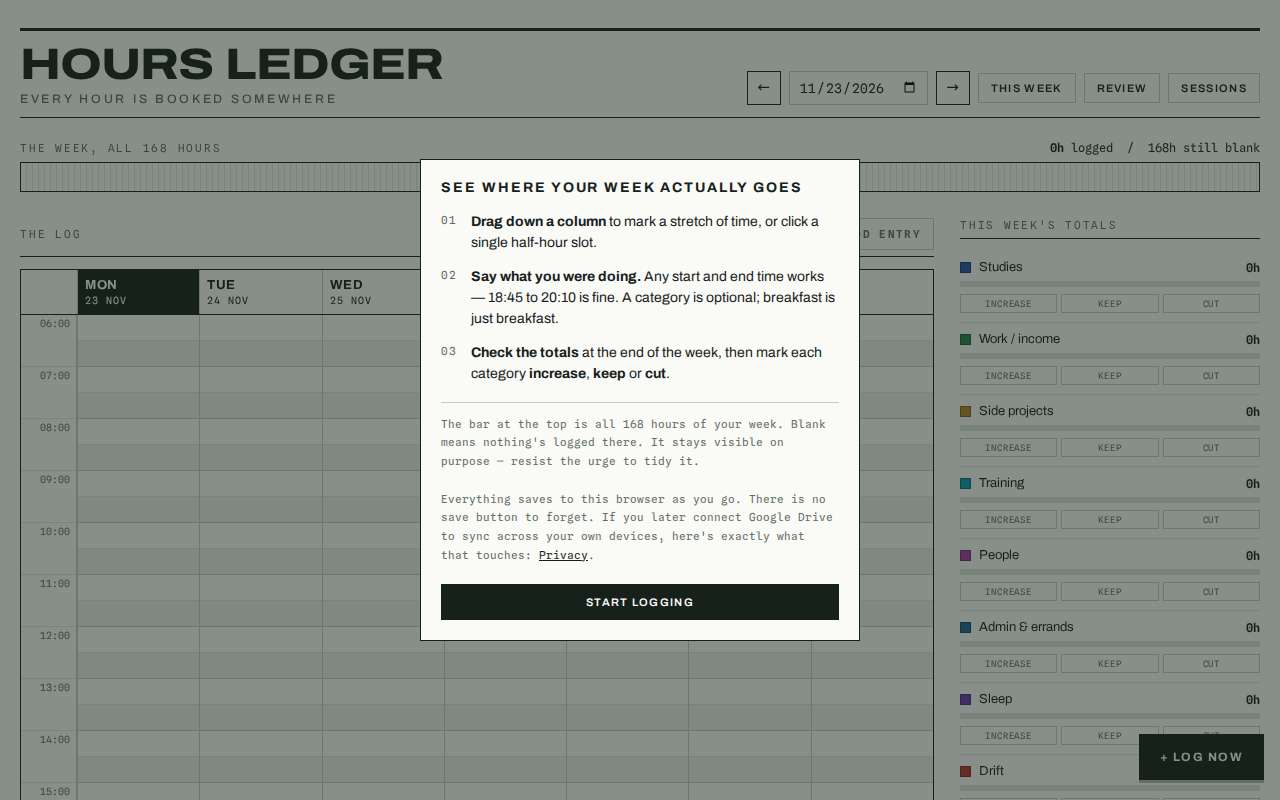 HOURS LEDGER
EVERY HOUR IS BOOKED SOMEWHERE
←
11/23/2026
→
THIS WEEK
REVIEW
SESSIONS
THE WEEK, ALL 168 HOURS
0h logged / 168h still blank
THE LOG
D ENTRY
MON
23 NOV
TUE
24 NOV
WED
25 NOV
06:00
07:00
08:00
09:00
10:00
11:00
12:00
13:00
14:00
15:00
SEE WHERE YOUR WEEK ACTUALLY GOES
01 Drag down a column to mark a stretch of time, or click a
single half-hour slot.
02 Say what you were doing. Any start and end time works
— 18:45 to 20:10 is fine. A category is optional; breakfast is
just breakfast.
03 Check the totals at the end of the week, then mark each
category increase, keep or cut.
The bar at the top is all 168 hours of your week. Blank
means nothing's logged there. It stays visible on
purpose — resist the urge to tidy it.
Everything saves to this browser as you go. There is no
save button to forget. If you later connect Google Drive
to sync across your own devices, here's exactly what
that touches: Privacy.
START LOGGING
THIS WEEK'S TOTALS
Studies 0h
INCREASE KEEP CUT
Work / income 0h
INCREASE KEEP CUT
Side projects 0h
INCREASE KEEP CUT
Training 0h
INCREASE KEEP CUT
People 0h
INCREASE KEEP CUT
Admin & errands 0h
INCREASE KEEP CUT
Sleep 0h
INCREASE KEEP
Drift
+ LOG NOW